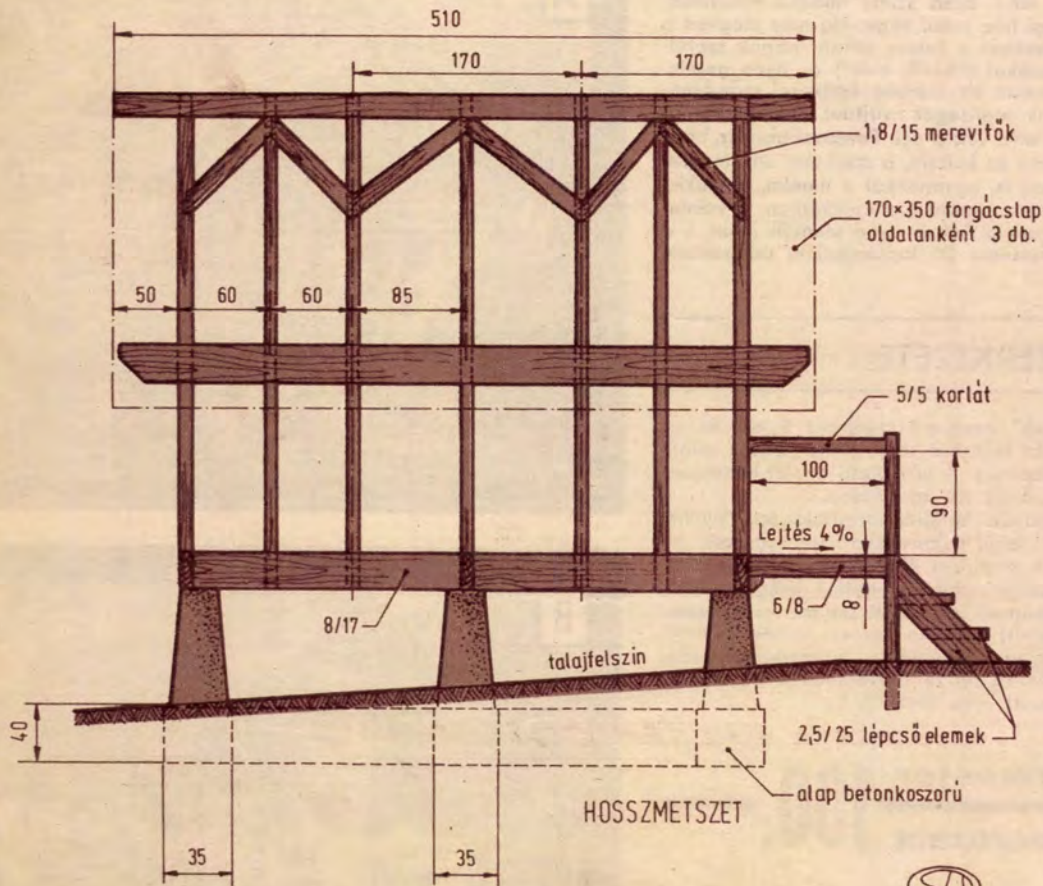 510
170 170
1,8/15 merevítők
170×350 forgácslap
oldalanként 3 db.
50 60 60 85
5/5 korlát
100
90
Lejtés 4%
8/17
6/8
8
talajfelszín
40
2,5/25 lépcső elemek
alap betonkoszorú
HOSSZMETSZET
35 35